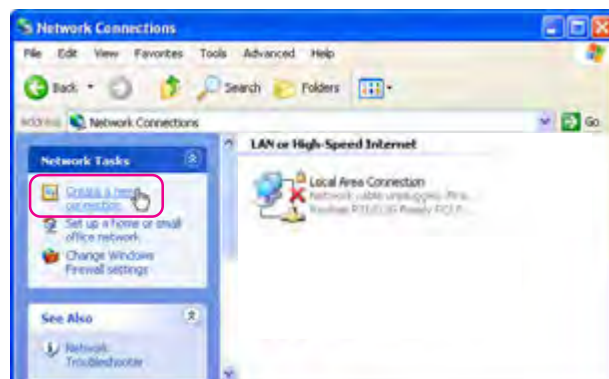 Network Connections
File Edit View Favorites Tools Advanced Help
Back Search Folders
Address Network Connections Go
Network Tasks
Create a new
connection
Set up a home or small
office network
Change Windows
Firewall settings
See Also
Network
Troubleshooter
LAN or High-Speed Internet
Local Area Connection
Network cable unplugged, Fire...